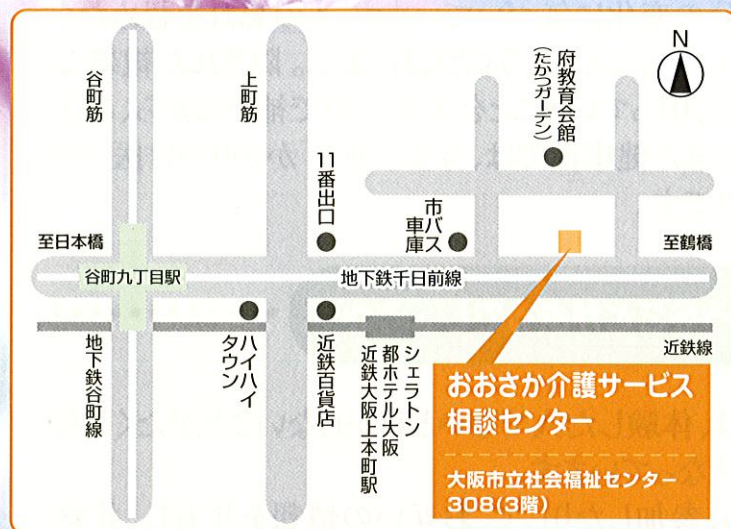 N
谷町筋
上町筋
府教育会館
(たかつガーデン)
11番出口
市バス
車庫
至日本橋
至鶴橋
谷町九丁目駅
地下鉄千日前線
近鉄線
地下鉄谷町線
ハイハイ
タウン
近鉄百貨店
シェラトン
都ホテル大阪
近鉄大阪上本町駅
おおさか介護サービス
相談センター
大阪市立社会福祉センター
308(3階)